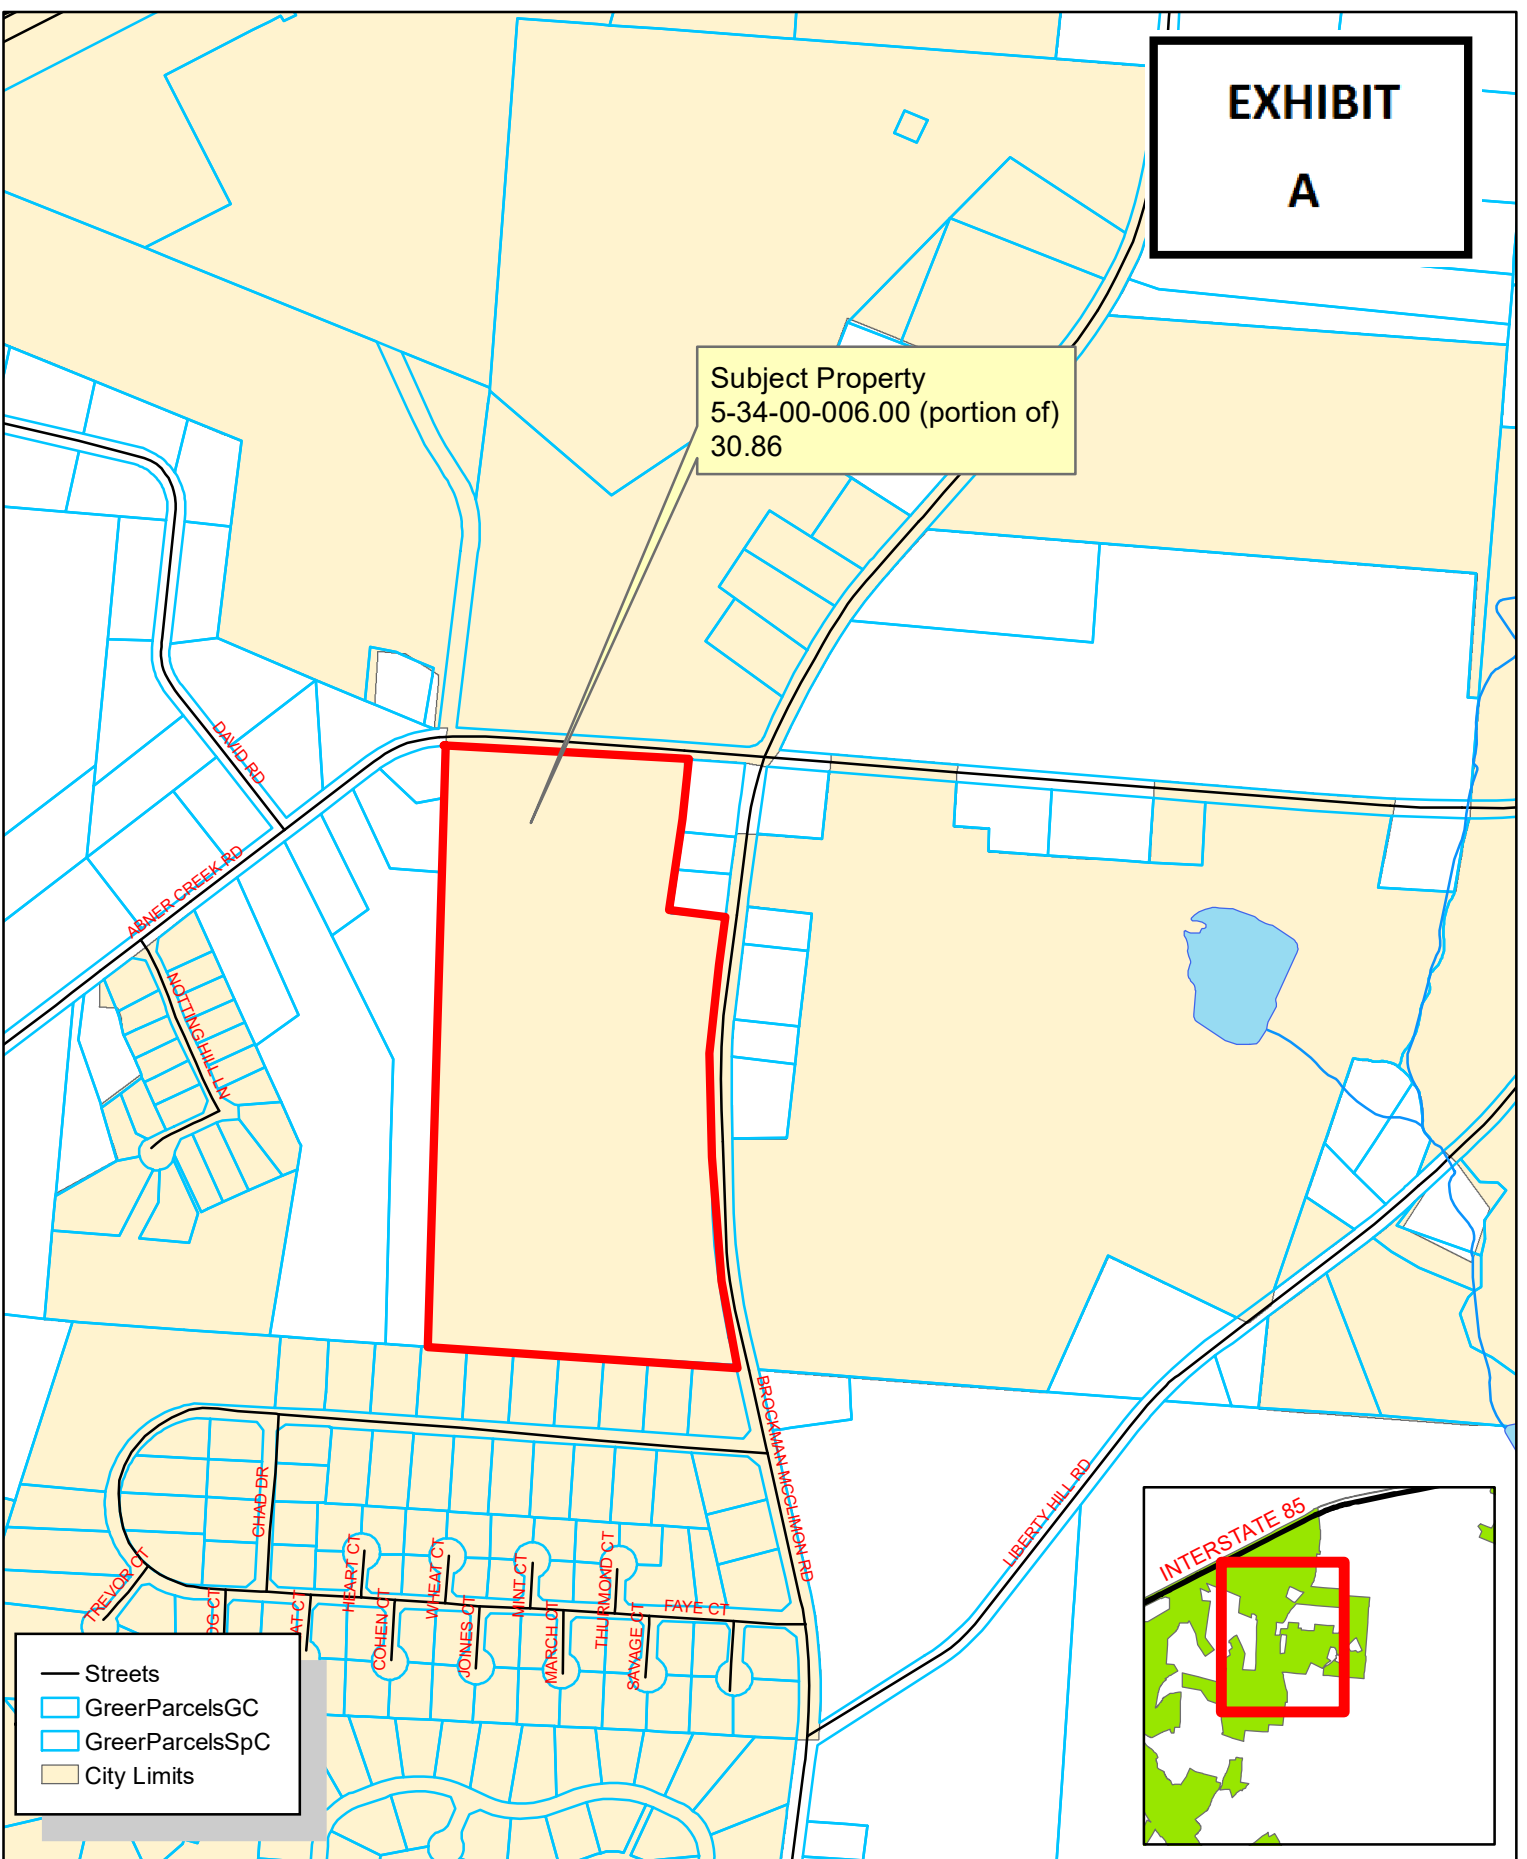 EXHIBIT
A
Subject Property
5-34-00-006.00 (portion of)
30.86
DAVID RD
ABNER CREEK RD
NOTTINGHILL LN
BROCKMAN MCCLIMON RD
LIBERTY HILL RD
CHAD DR
TREVOR CT
HEART CT
COHEN CT
WHEAT CT
JOINES CT
MINT CT
MARCH CT
THURMOND CT
SAVAGE CT
FAYE CT
INTERSTATE 85
Streets
GreerParcelsGC
GreerParcelsSpC
City Limits